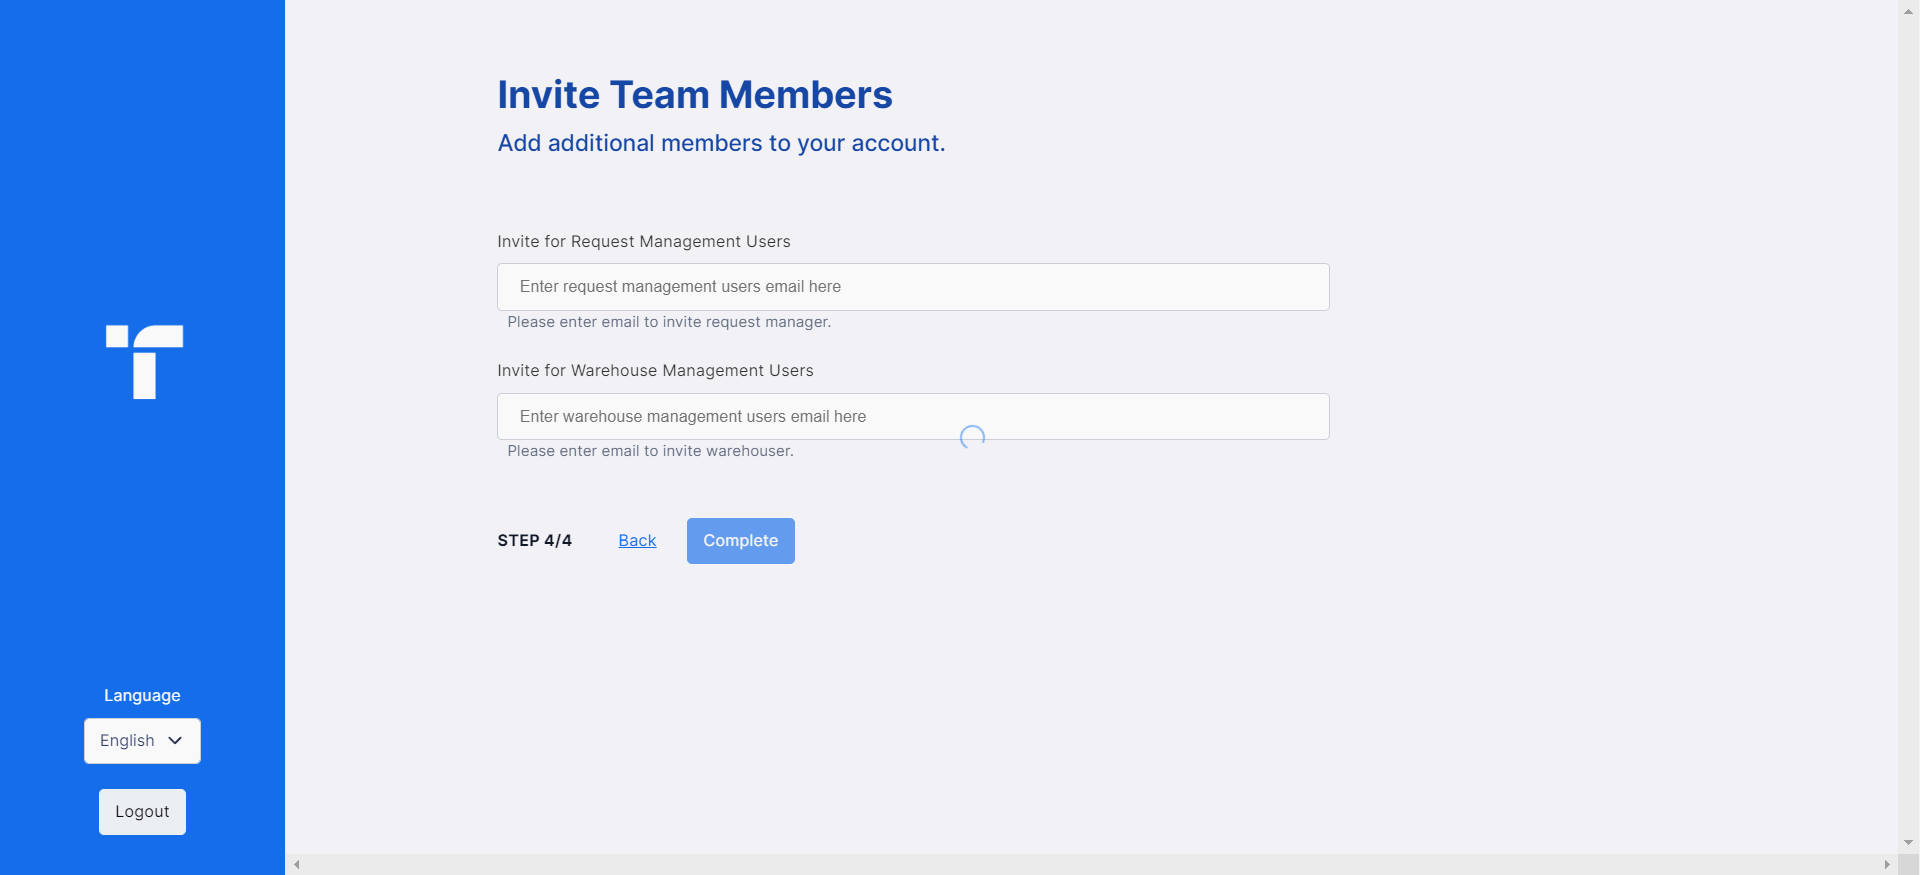 Invite Team Members
Add additional members to your account.
Invite for Request Management Users
Enter request management users email here
Please enter email to invite request manager.
Invite for Warehouse Management Users
Enter warehouse management users email here
Please enter email to invite warehouser.
STEP 4/4 Back Complete
Language
English
Logout